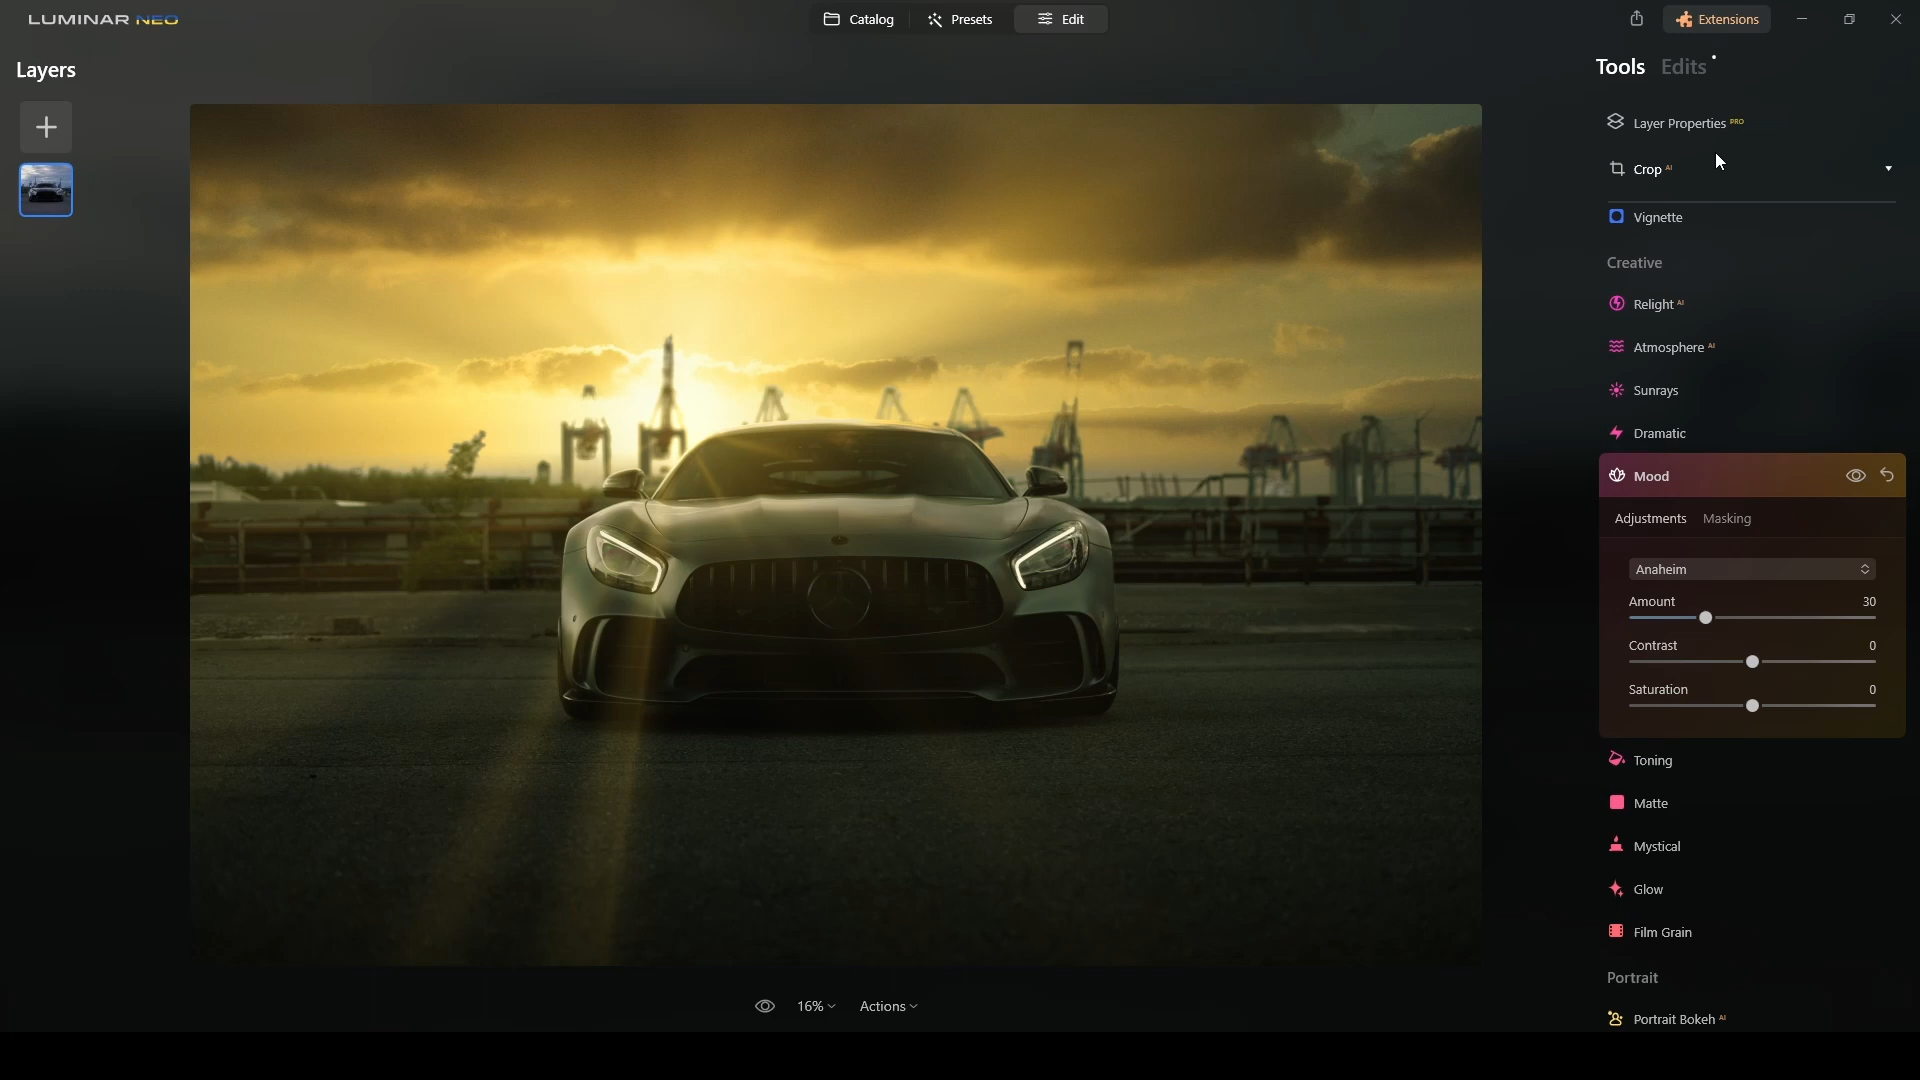 LUMINAR NEO
Catalog
Presets
Edit
Extensions
Layers
Tools
Edits
Layer Properties PRO
Crop AI
Vignette
Creative
Relight AI
Atmosphere AI
Sunrays
Dramatic
Mood
Adjustments
Masking
Anaheim
Amount 30
Contrast 0
Saturation 0
Toning
Matte
Mystical
Glow
Film Grain
Portrait
Portrait Bokeh AI
16%
Actions